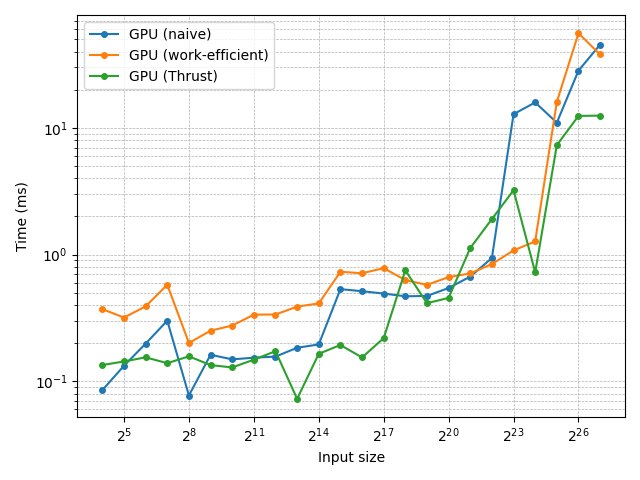 GPU (naive)
GPU (work-efficient)
GPU (Thrust)
Time (ms)
10¹
10⁰
10⁻¹
2⁵ 2⁸ 2¹¹ 2¹⁴ 2¹⁷ 2²⁰ 2²³ 2²⁶
Input size